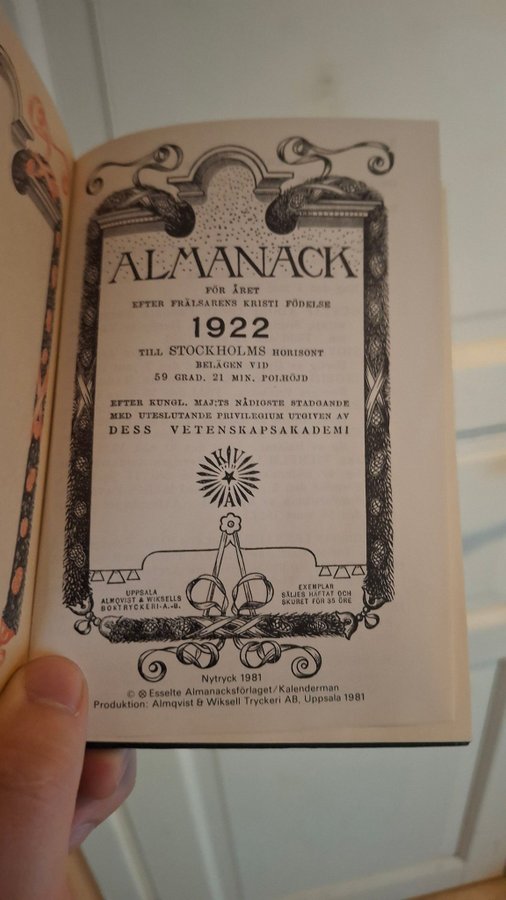 ALMANACK
FÖR ÅRET
EFTER FRÄLSARENS KRISTI FÖDELSE
1922
TILL STOCKHOLMS HORISONT
BELÄGEN VID
59 GRAD. 21 MIN. POLHÖJD
EFTER KUNGL. MAJ:TS NÅDIGSTE STADGANDE
MED UTESLUTANDE PRIVILEGIUM UTGIVEN AV
DESS VETENSKAPSAKADEMI
K V
A
UPPSALA
ALMQVIST & WIKSELLS
BOKTRYCKERI-A.-B.
EXEMPLAR
SÄLJES HÄFTAT OCH
SKURET FÖR 35 ÖRE
Nytryck 1981
© Ⓧ Esselte Almanacksförlaget/Kalenderman
Produktion: Almqvist & Wiksell Tryckeri AB, Uppsala 1981